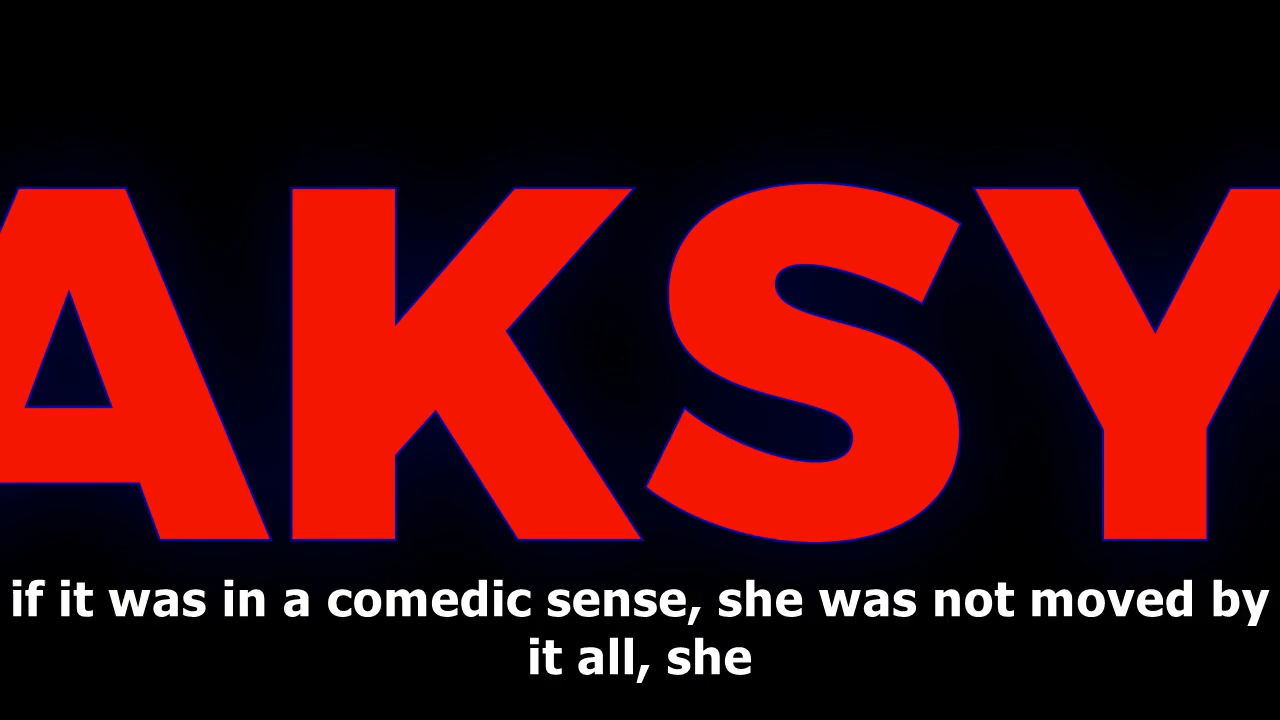 AKSY
if it was in a comedic sense, she was not moved by
it all, she